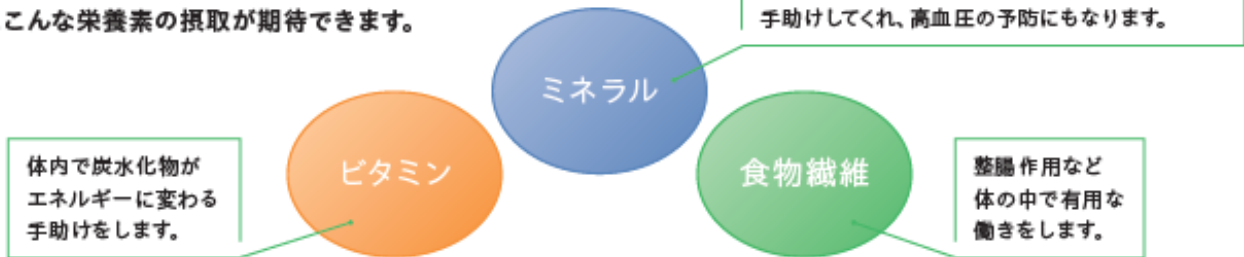 こんな栄養素の摂取が期待できます。
手助けしてくれ、高血圧の予防にもなります。
ミネラル
ビタミン
食物繊維
体内で炭水化物が
エネルギーに変わる
手助けをします。
整腸作用など
体の中で有用な
働きをします。